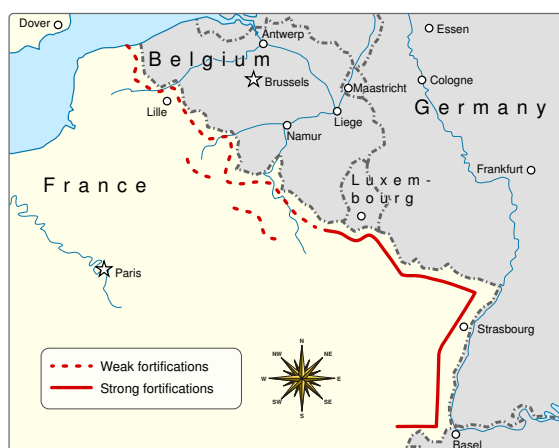 Dover
Antwerp
Essen
Belgium
Brussels
Maastricht
Cologne
Germany
Lille
Liege
Namur
Frankfurt
France
Luxem-
bourg
Paris
Strasbourg
Weak fortifications
Strong fortifications
N
NW
NE
W
E
SW
SE
S
Basel